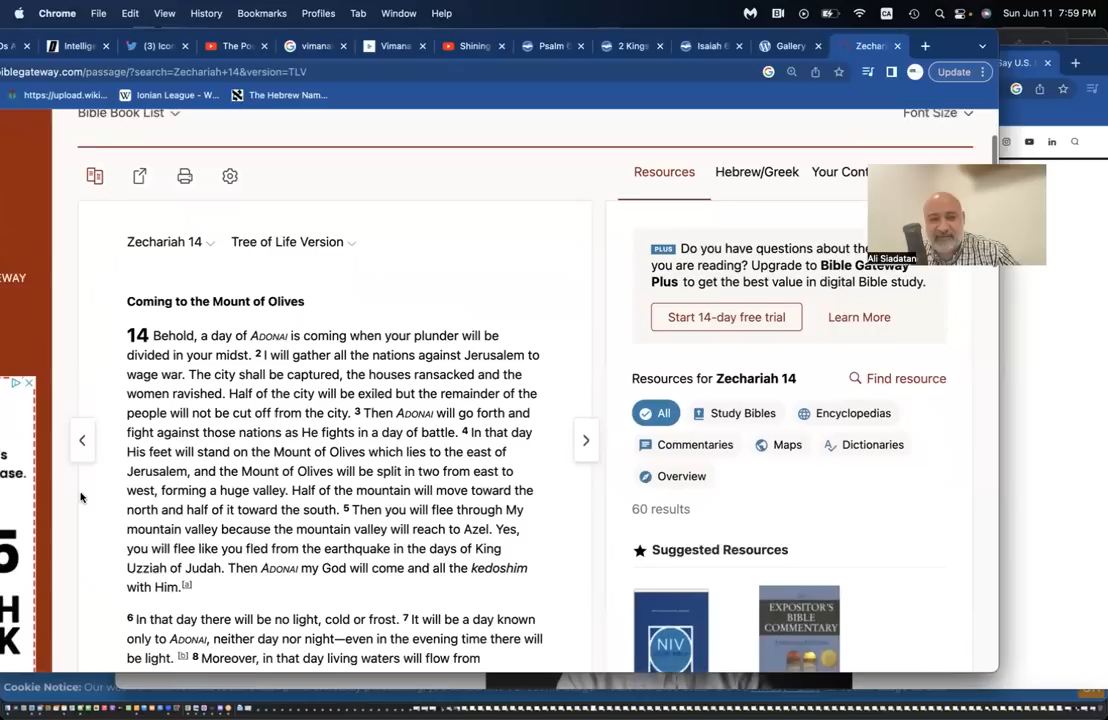 Chrome File Edit View History Bookmarks Profiles Tab Window Help CA Sun Jun 11 7:59 PM
Intellige (3) Icor The Po vimana Vimana Shining Psalm 6 2 Kings Isaiah 6 Gallery Zechar say U.S.
iblegateway.com/passage/?search=Zechariah+14&version=TLV Update
https://upload.wiki... Ionian League - W... The Hebrew Nam...
Bible Book List Font Size
Resources Hebrew/Greek Your Cont
Ali Siadatan
EWAY
Zechariah 14 Tree of Life Version
PLUS Do you have questions about the
you are reading? Upgrade to Bible Gateway
Plus to get the best value in digital Bible study.
Start 14-day free trial Learn More
Coming to the Mount of Olives
14 Behold, a day of ADONAI is coming when your plunder will be
divided in your midst. 2 I will gather all the nations against Jerusalem to
wage war. The city shall be captured, the houses ransacked and the
women ravished. Half of the city will be exiled but the remainder of the
people will not be cut off from the city. 3 Then ADONAI will go forth and
fight against those nations as He fights in a day of battle. 4 In that day
His feet will stand on the Mount of Olives which lies to the east of
Jerusalem, and the Mount of Olives will be split in two from east to
west, forming a huge valley. Half of the mountain will move toward the
north and half of it toward the south. 5 Then you will flee through My
mountain valley because the mountain valley will reach to Azel. Yes,
you will flee like you fled from the earthquake in the days of King
Uzziah of Judah. Then ADONAI my God will come and all the kedoshim
with Him.[a]
6 In that day there will be no light, cold or frost. 7 It will be a day known
only to ADONAI, neither day nor night—even in the evening time there will
be light. [b] 8 Moreover, in that day living waters will flow from
Resources for Zechariah 14 Find resource
All Study Bibles Encyclopedias
Commentaries Maps Dictionaries
Overview
60 results
Suggested Resources
NIV
EXPOSITOR'S
BIBLE
COMMENTARY
s
se.
5
H
K
Cookie Notice: Our wo